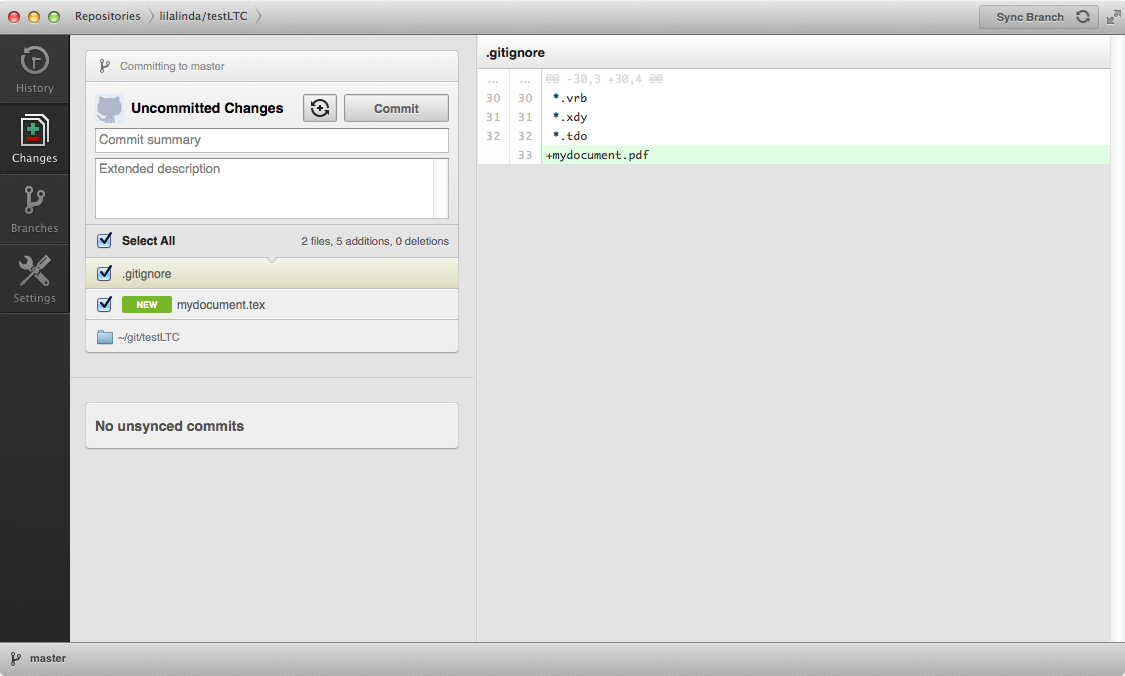 Repositories lilalinda/testLTC
Sync Branch
History
Changes
Branches
Settings
Committing to master
Uncommitted Changes
Commit
Commit summary
Extended description
Select All 2 files, 5 additions, 0 deletions
.gitignore
NEW mydocument.tex
~/git/testLTC
No unsynced commits
.gitignore
... ... @@ -30,3 +30,4 @@
30 30 *.vrb
31 31 *.xdy
32 32 *.tdo
33 +mydocument.pdf
master